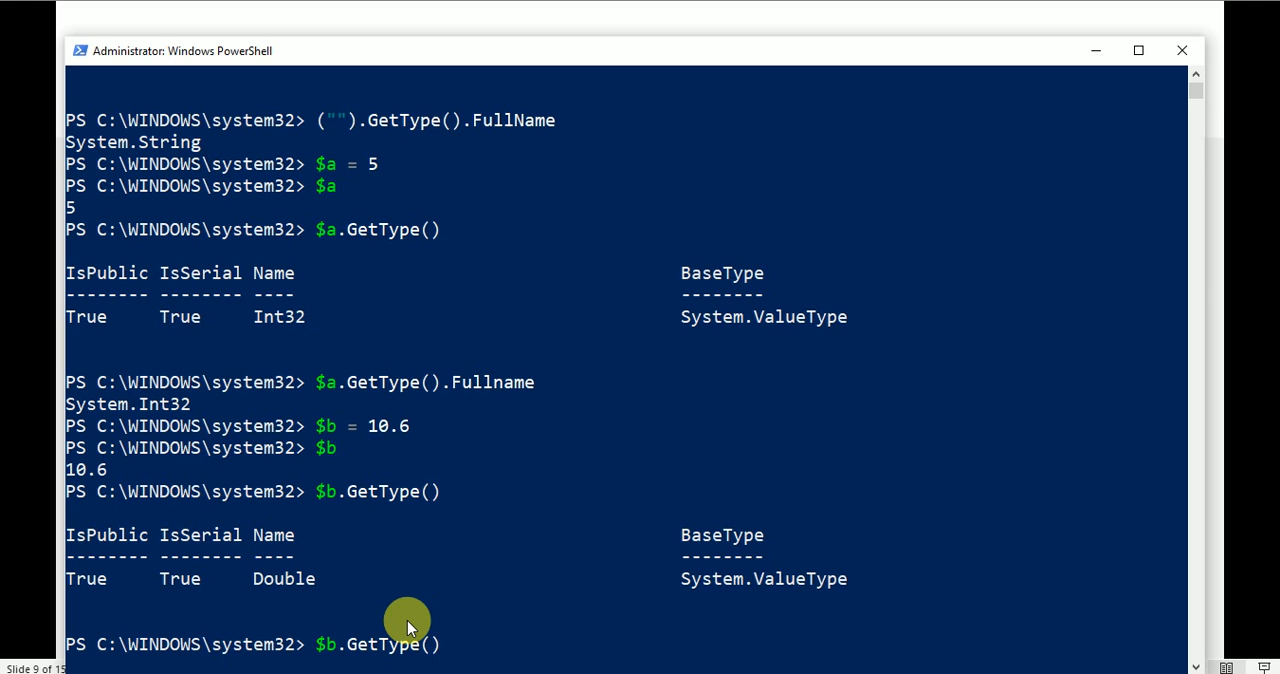 Administrator: Windows PowerShell
PS C:\WINDOWS\system32> ("").GetType().FullName
System.String
PS C:\WINDOWS\system32> $a = 5
PS C:\WINDOWS\system32> $a
5
PS C:\WINDOWS\system32> $a.GetType()
IsPublic IsSerial Name BaseType
-------- -------- ---- --------
True True Int32 System.ValueType
PS C:\WINDOWS\system32> $a.GetType().Fullname
System.Int32
PS C:\WINDOWS\system32> $b = 10.6
PS C:\WINDOWS\system32> $b
10.6
PS C:\WINDOWS\system32> $b.GetType()
IsPublic IsSerial Name BaseType
-------- -------- ---- --------
True True Double System.ValueType
PS C:\WINDOWS\system32> $b.GetType()
Slide 9 of 15